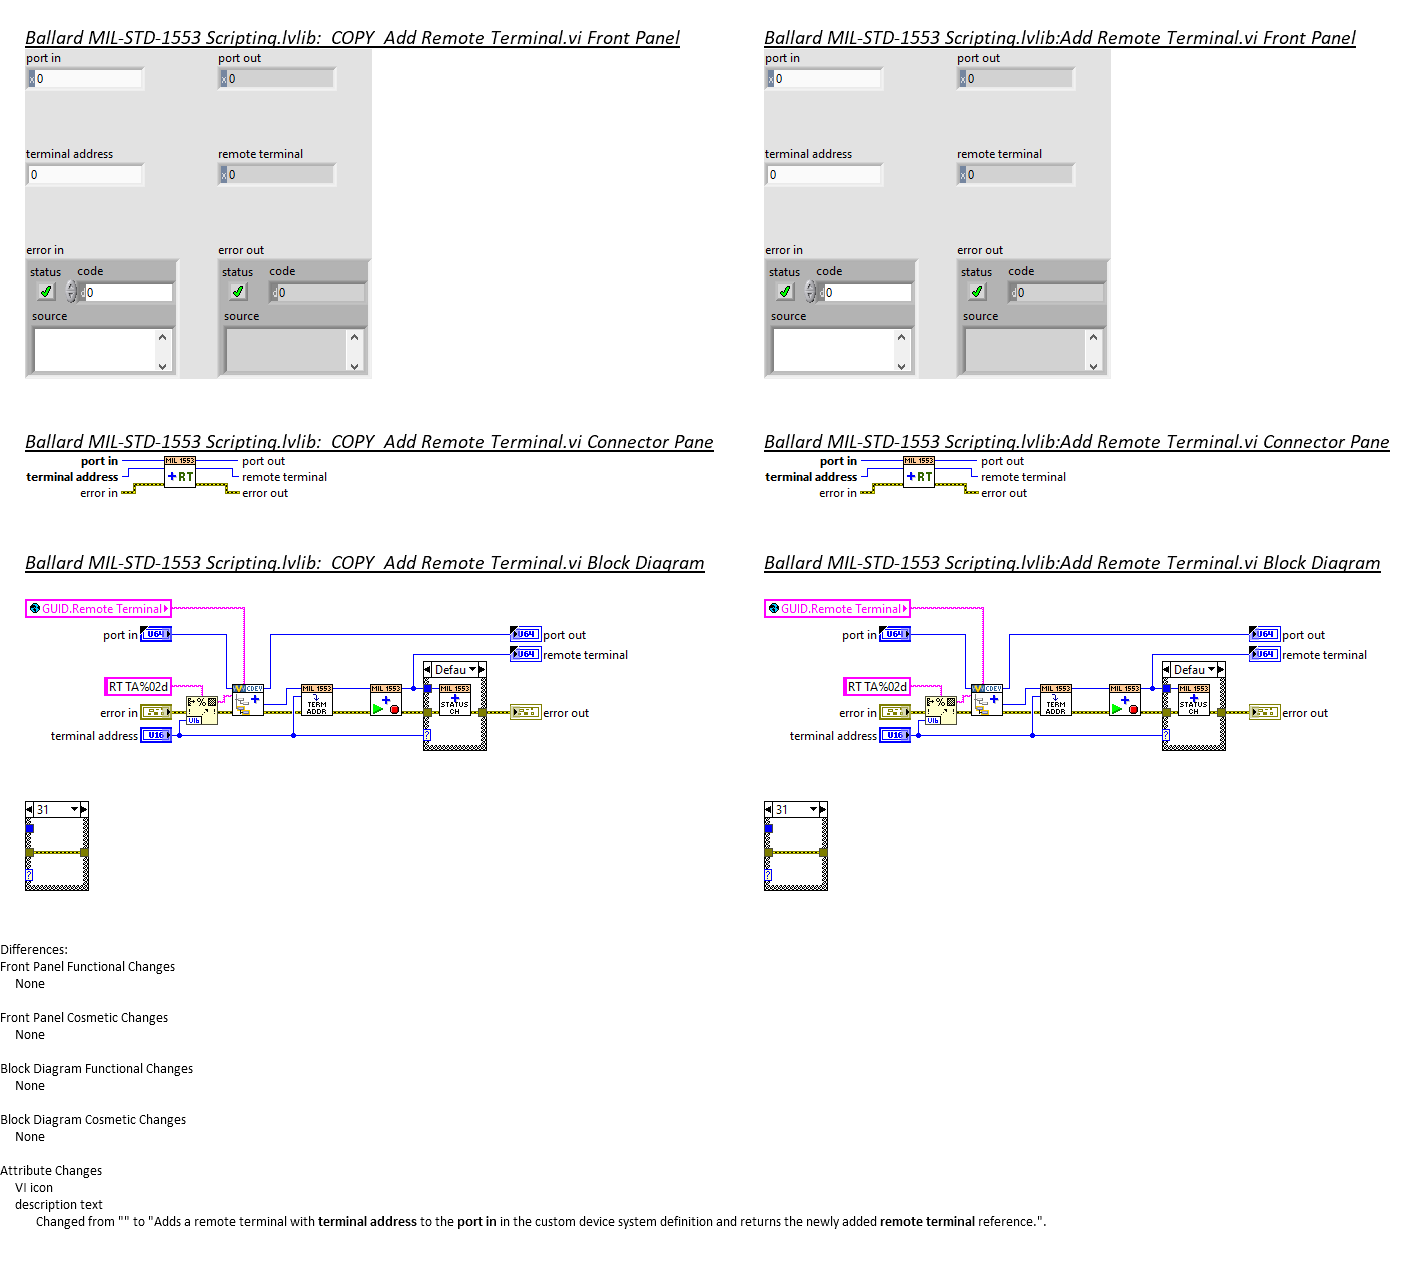 Ballard MIL-STD-1553 Scripting.lvlib:_COPY_Add Remote Terminal.vi Front Panel
port in
port out
x 0
x 0
terminal address
remote terminal
0
x 0
error in
error out
status
code
status
code
d 0
d 0
source
source
Ballard MIL-STD-1553 Scripting.lvlib:Add Remote Terminal.vi Front Panel
port in
port out
x 0
x 0
terminal address
remote terminal
0
x 0
error in
error out
status
code
status
code
d 0
d 0
source
source
Ballard MIL-STD-1553 Scripting.lvlib:_COPY_Add Remote Terminal.vi Connector Pane
port in
MIL 1553
port out
terminal address
+RT
remote terminal
error in
error out
Ballard MIL-STD-1553 Scripting.lvlib:Add Remote Terminal.vi Connector Pane
port in
MIL 1553
port out
terminal address
+RT
remote terminal
error in
error out
Ballard MIL-STD-1553 Scripting.lvlib:_COPY_Add Remote Terminal.vi Block Diagram
GUID.Remote Terminal
port in
U64
U64
port out
U64
remote terminal
Defau
RT TA%02d
CDEV
MIL 1553
TERM
ADDR
MIL 1553
MIL 1553
STATUS
CH
error in
error out
terminal address
U16
?
31
?
Ballard MIL-STD-1553 Scripting.lvlib:Add Remote Terminal.vi Block Diagram
GUID.Remote Terminal
port in
U64
U64
port out
U64
remote terminal
Defau
RT TA%02d
CDEV
MIL 1553
TERM
ADDR
MIL 1553
MIL 1553
STATUS
CH
error in
error out
terminal address
U16
?
31
?
Differences:
Front Panel Functional Changes
None
Front Panel Cosmetic Changes
None
Block Diagram Functional Changes
None
Block Diagram Cosmetic Changes
None
Attribute Changes
VI icon
description text
Changed from "" to "Adds a remote terminal with terminal address to the port in in the custom device system definition and returns the newly added remote terminal reference.".